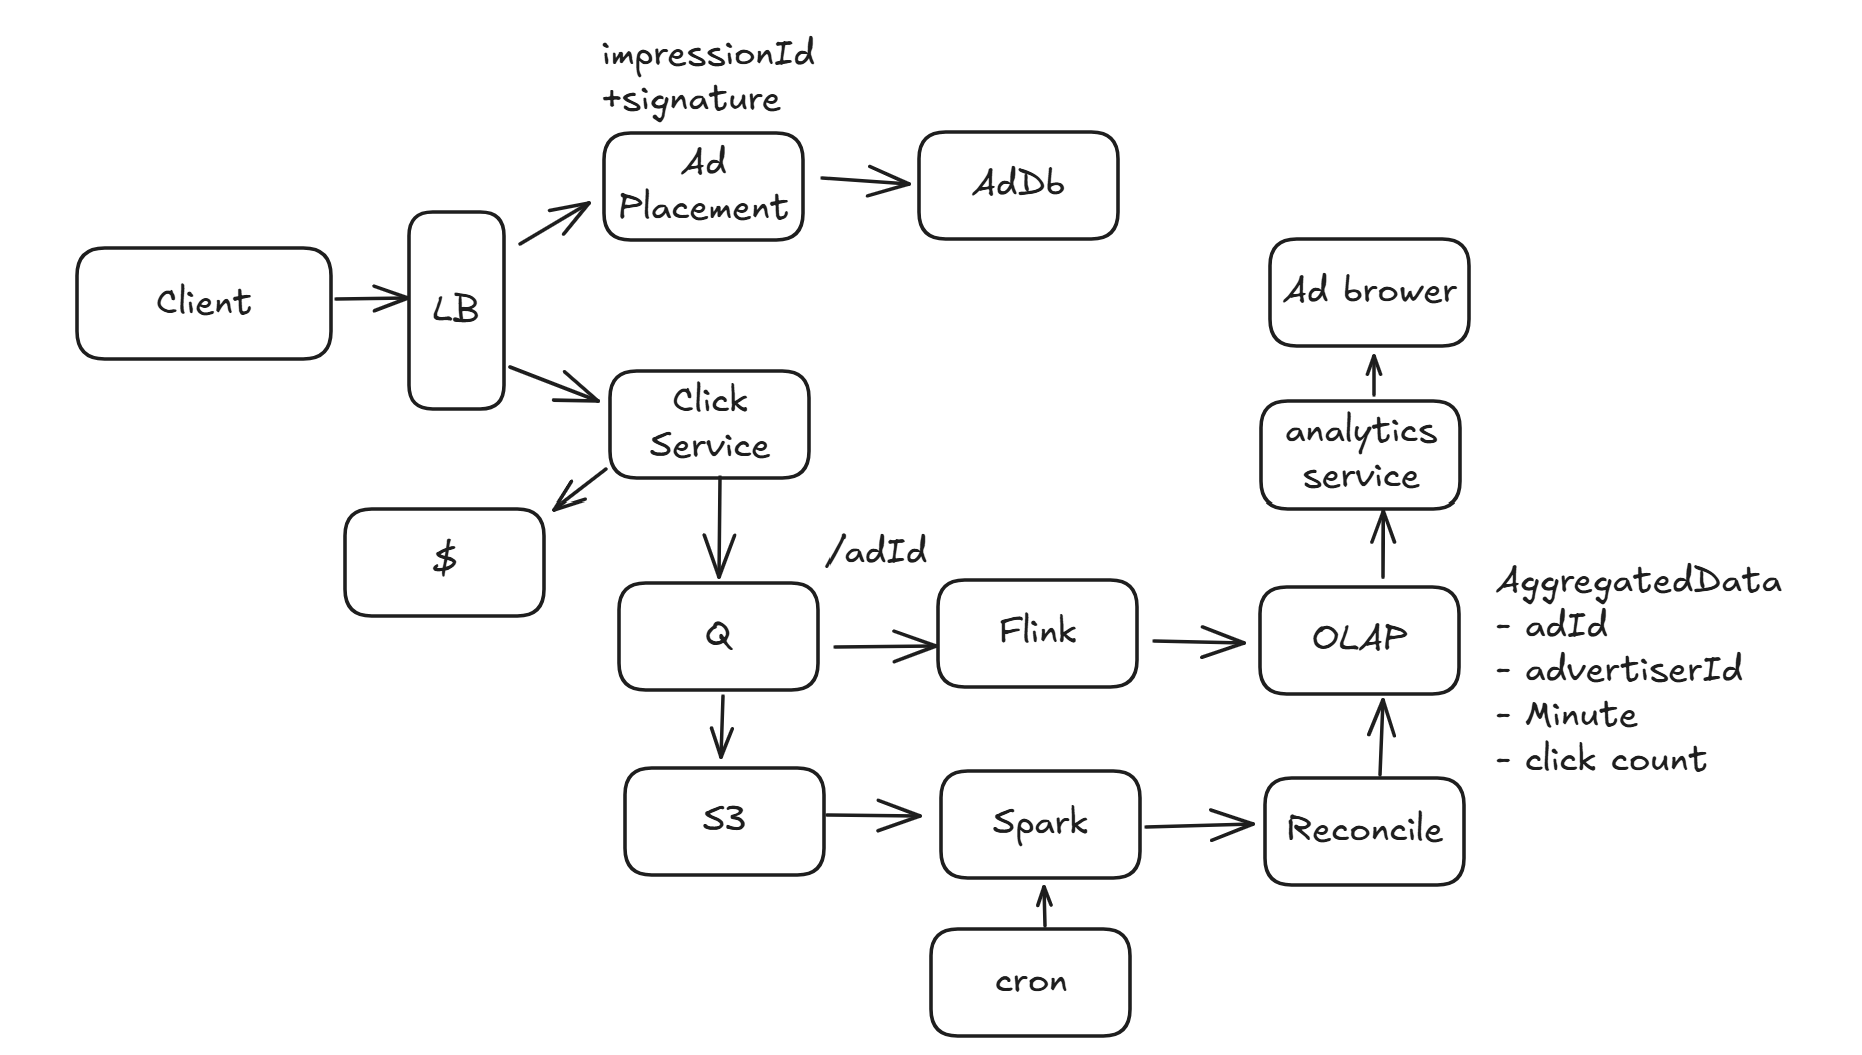 impressionId
+signature
Ad
Placement
AdDb
Client
LB
Ad brower
Click
Service
analytics
service
$
/adId
Q
Flink
OLAP
AggregatedData
- adId
- advertiserId
- Minute
- click count
S3
Spark
Reconcile
cron